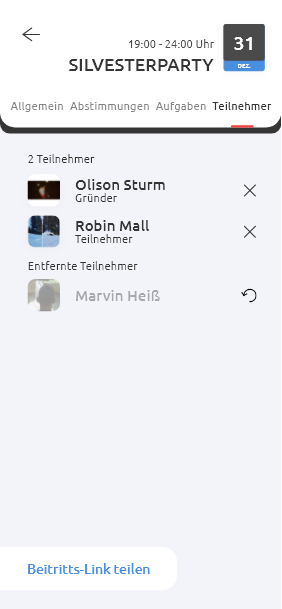 19:00 - 24:00 Uhr
SILVESTERPARTY
31
DEZ.
Allgemein Abstimmungen Aufgaben Teilnehmer
2 Teilnehmer
Olison Sturm
Gründer
Robin Mall
Teilnehmer
Entfernte Teilnehmer
Marvin Heiß
Beitritts-Link teilen